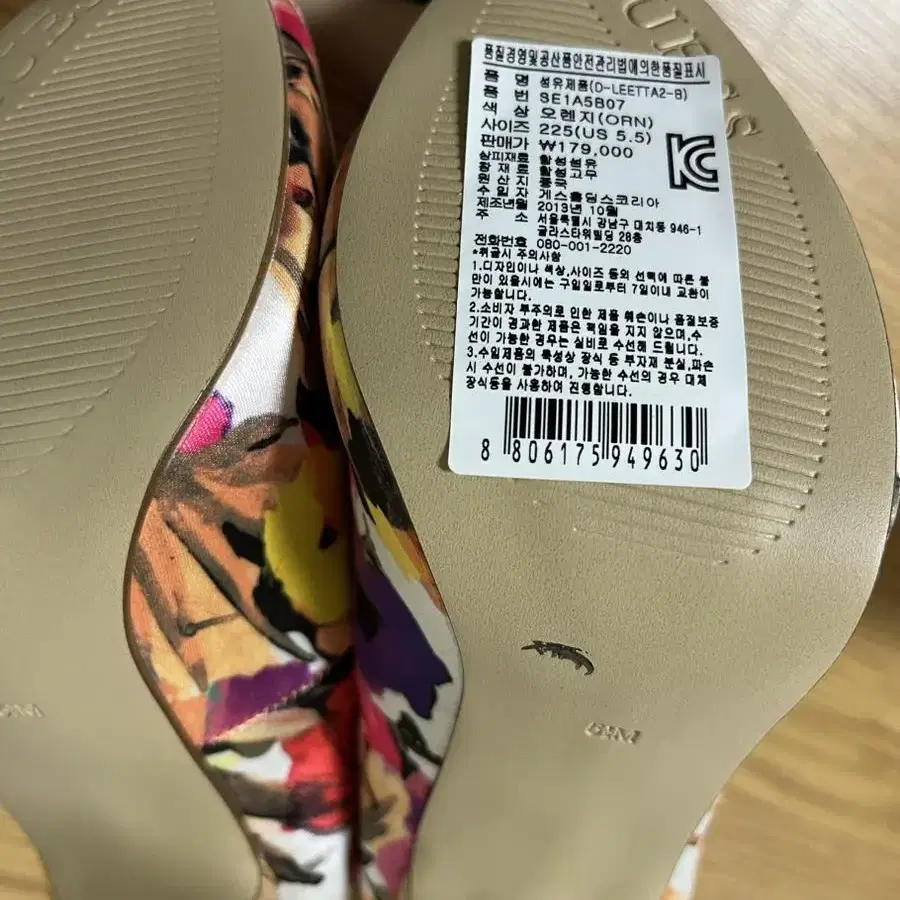 품질경영및공산품안전관리법에의한품질표시
품 명 섬유제품(D-LEETTA2-B)
품 번 SE1A5B07
색 상 오렌지(ORN)
사이즈 225(US 5.5)
판매가 ₩179,000
상피재료 합성섬유
창 재 료 합성고무
원 산 지 중국
수 입 자 게스홀딩스코리아
제조년월 2013년 10월
주 소 서울특별시 강남구 대치동 946-1
글라스타워빌딩 28층
전화번호 080-001-2220
*취급시 주의사항
1.디자인이나 색상,사이즈 등의 선택에 따른 불
만이 있을시에는 구입일로부터 7일이내 교환이
가능합니다.
2.소비자 부주의로 인한 제품 훼손이나 품질보증
기간이 경과한 제품은 책임을 지지 않으며,수
선이 가능한 경우는 실비로 수선해 드립니다.
3.수입제품의 특성상 장식 등 부자재 분실,파손
시 수선이 불가하며, 가능한 수선의 경우 대체
장식등을 사용하여 진행합니다.
8 806175 949630